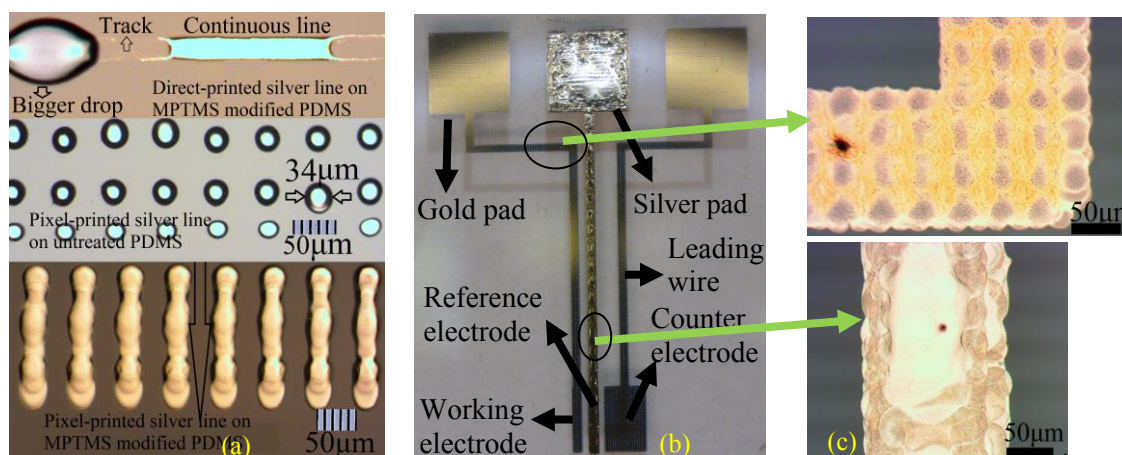 Track
Continuous line
Bigger drop
Direct-printed silver line on
MPTMS modified PDMS
34μm
Pixel-printed silver line
on untreated PDMS
50μm
Pixel-printed silver line on
MPTMS modified PDMS
50μm
(a)
Gold pad
Silver pad
Leading
wire
Reference
electrode
Counter
electrode
Working
electrode
(b)
50μm
50μm
(c)